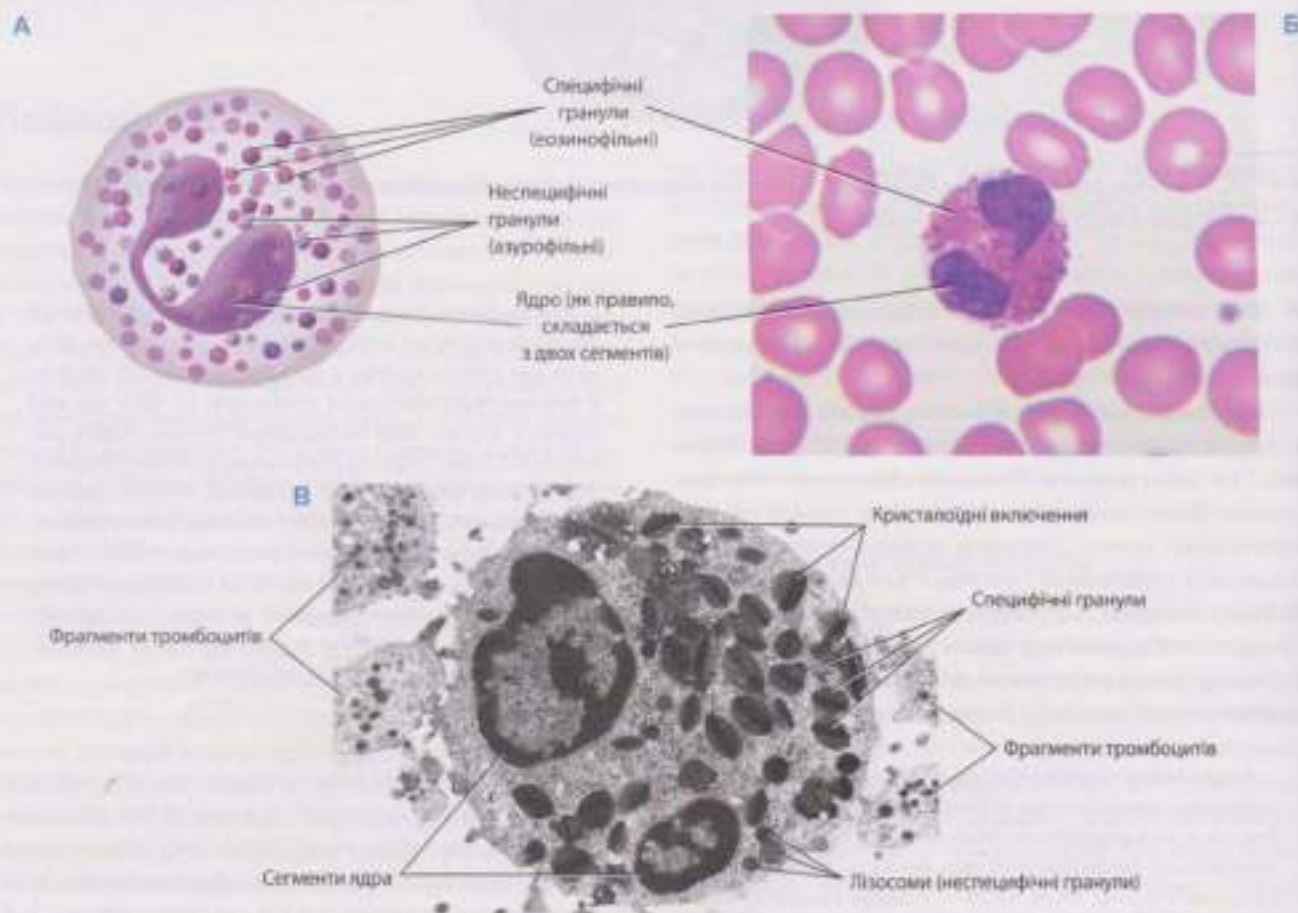 А
Б
Специфічні
гранули
(еозинофільні)
Неспецифічні
гранули
(азурофільні)
Ядро (як правило,
складається
з двох сегментів)
В
Кристалоїдні включення
Специфічні гранули
Фрагменти тромбоцитів
Фрагменти тромбоцитів
Сегменти ядра
Лізосоми (неспецифічні гранули)